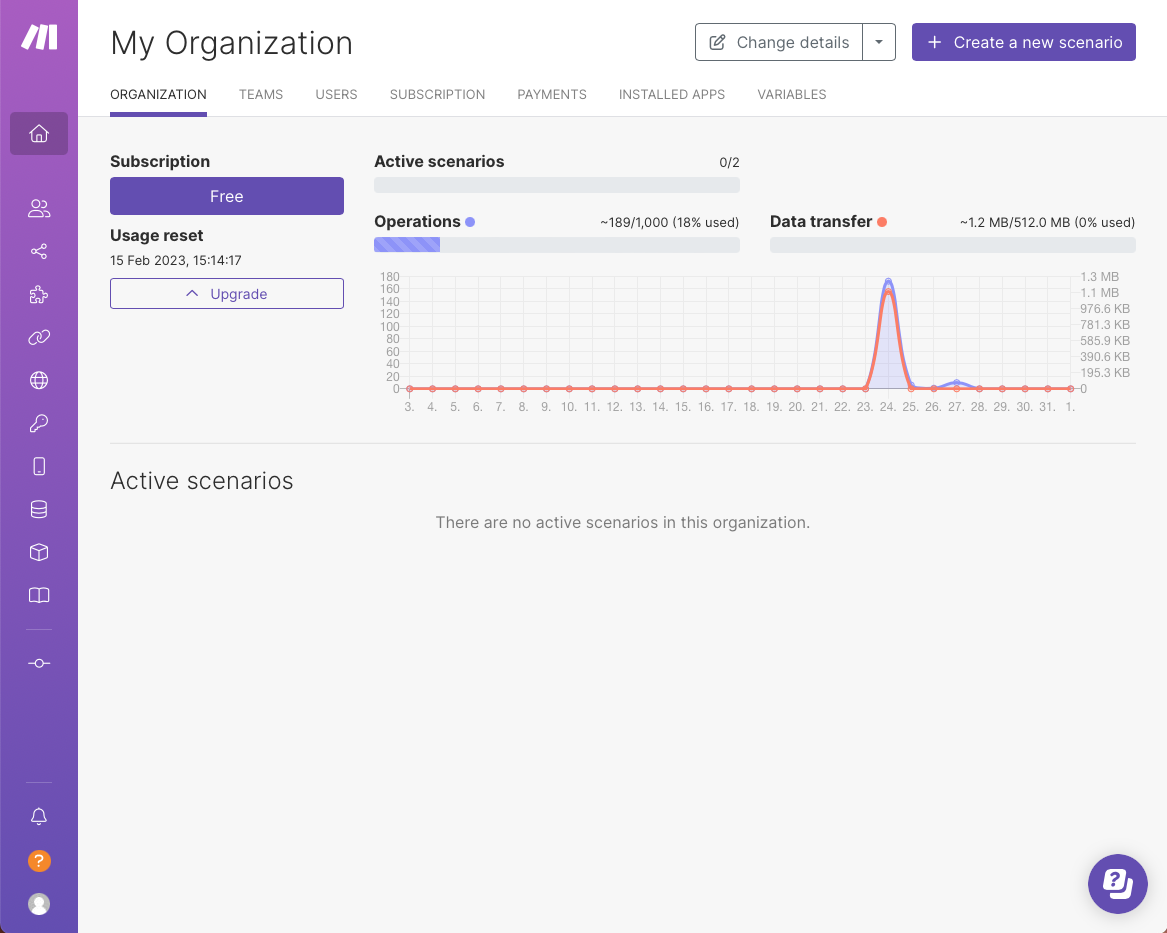 My Organization
Change details
Create a new scenario
ORGANIZATION TEAMS USERS SUBSCRIPTION PAYMENTS INSTALLED APPS VARIABLES
Subscription
Free
Usage reset
15 Feb 2023, 15:14:17
Upgrade
Active scenarios 0/2
Operations ~189/1,000 (18% used)
Data transfer ~1.2 MB/512.0 MB (0% used)
180
160
140
120
100
80
60
40
20
0
1.3 MB
1.1 MB
976.6 KB
781.3 KB
585.9 KB
390.6 KB
195.3 KB
0
3. 4. 5. 6. 7. 8. 9. 10. 11. 12. 13. 14. 15. 16. 17. 18. 19. 20. 21. 22. 23. 24. 25. 26. 27. 28. 29. 30. 31. 1.
Active scenarios
There are no active scenarios in this organization.
?
?